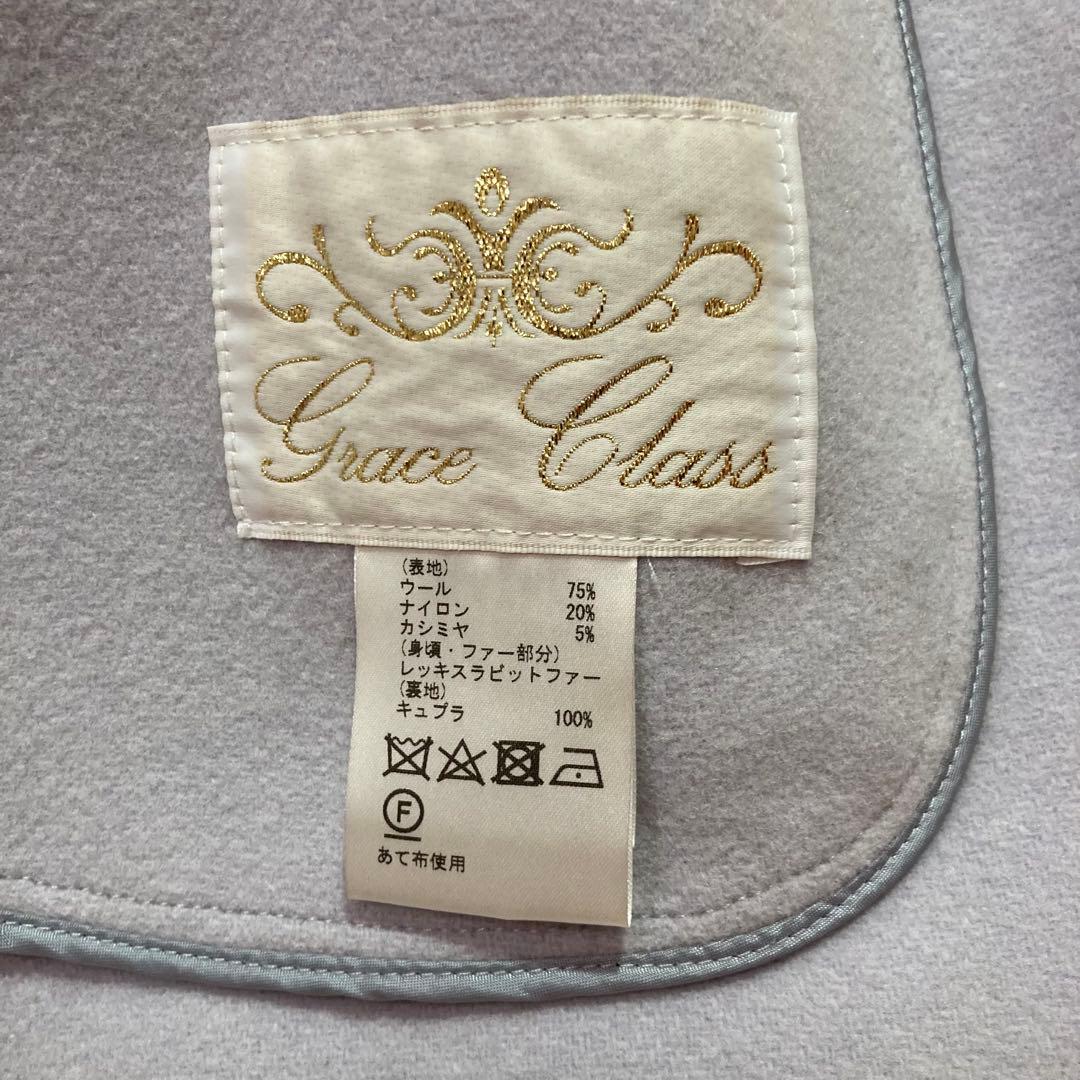 Grace Class
(表地)
ウール 75%
ナイロン 20%
カシミヤ 5%
(身頃・ファー部分)
レッキスラビットファー
(裏地)
キュプラ 100%
F
あて布使用